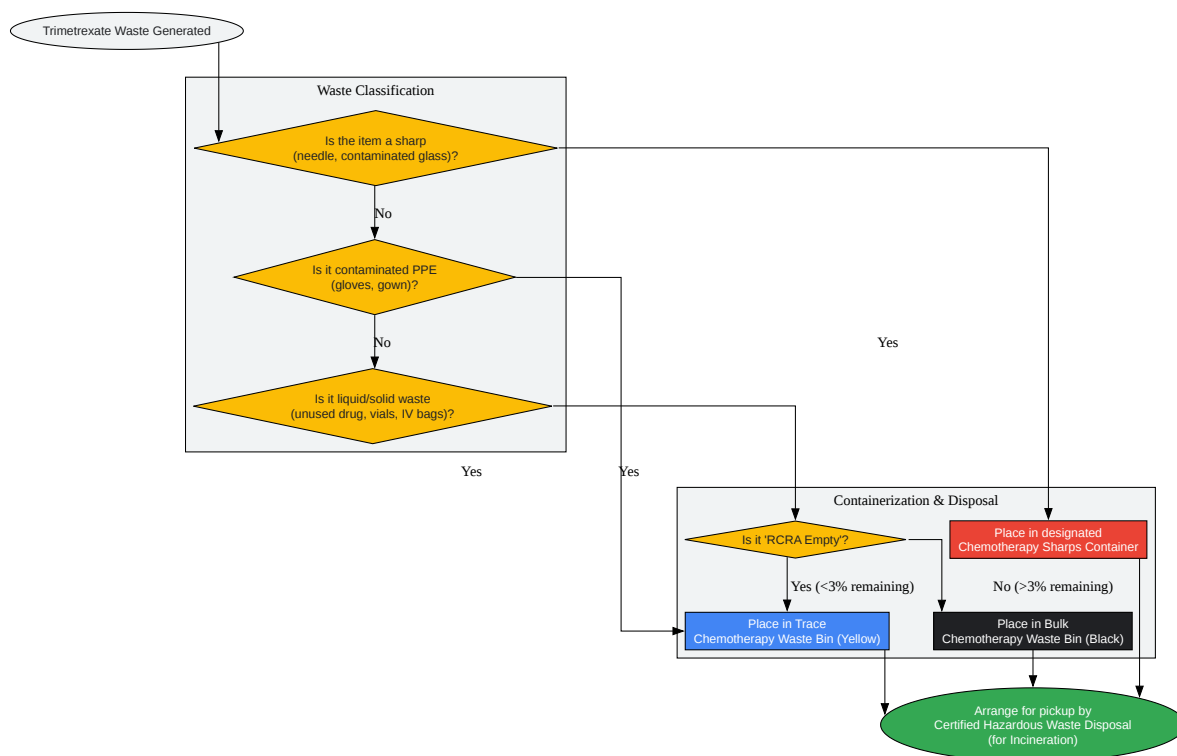 Trimetrexate Waste Generated
Waste Classification
Is the item a sharp
(needle, contaminated glass)?
No
Is it contaminated PPE
(gloves, gown)?
No
Yes
Is it liquid/solid waste
(unused drug, vials, IV bags)?
Yes
Yes
Containerization & Disposal
Is it 'RCRA Empty'?
Place in designated
Chemotherapy Sharps Container
Yes (<3% remaining)
No (>3% remaining)
Place in Trace
Chemotherapy Waste Bin (Yellow)
Place in Bulk
Chemotherapy Waste Bin (Black)
Arrange for pickup by
Certified Hazardous Waste Disposal
(for Incineration)